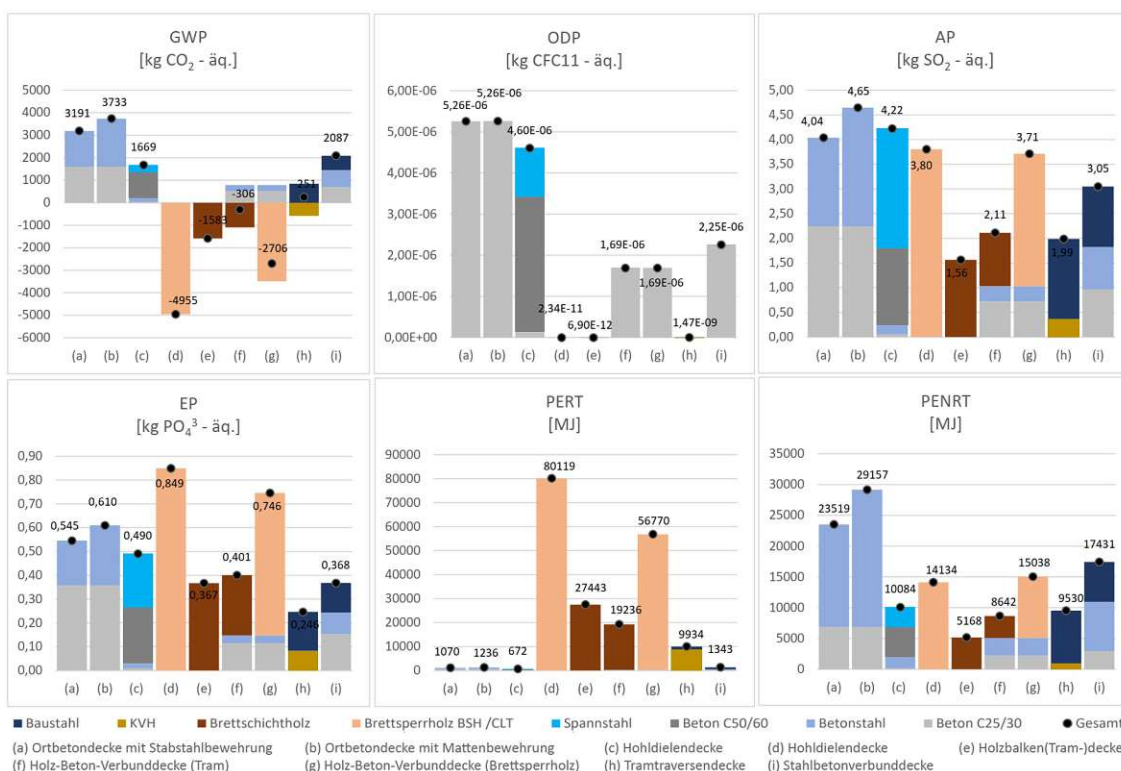 GWP
[kg CO₂ - äq.]
6000
5000
4000
3000
2000
1000
0
-1000
-2000
-3000
-4000
-5000
-6000
3191
3733
1669
-4955
-1583
-306
-2706
251
2087
(a) (b) (c) (d) (e) (f) (g) (h) (i)
ODP
[kg CFC11 - äq.]
6,00E-06
5,00E-06
4,00E-06
3,00E-06
2,00E-06
1,00E-06
0,00E+00
5,26E-06
5,26E-06
4,60E-06
2,34E-11
6,90E-12
1,69E-06
1,69E-06
1,47E-09
2,25E-06
(a) (b) (c) (d) (e) (f) (g) (h) (i)
AP
[kg SO₂ - äq.]
5,00
4,50
4,00
3,50
3,00
2,50
2,00
1,50
1,00
0,50
0,00
4,04
4,65
4,22
3,80
1,56
2,11
3,71
1,99
3,05
(a) (b) (c) (d) (e) (f) (g) (h) (i)
EP
[kg PO₄³ - äq.]
0,90
0,80
0,70
0,60
0,50
0,40
0,30
0,20
0,10
0,00
0,545
0,610
0,490
0,849
0,367
0,401
0,746
0,246
0,368
(a) (b) (c) (d) (e) (f) (g) (h) (i)
PERT
[MJ]
90000
80000
70000
60000
50000
40000
30000
20000
10000
0
1070
1236
672
80119
27443
19236
56770
9934
1343
(a) (b) (c) (d) (e) (f) (g) (h) (i)
PENRT
[MJ]
35000
30000
25000
20000
15000
10000
5000
0
23519
29157
10084
14134
5168
8642
15038
9530
17431
(a) (b) (c) (d) (e) (f) (g) (h) (i)
Baustahl KVH Brettschichtholz Brettsperrholz BSH /CLT Spannstahl Beton C50/60 Betonstahl Beton C25/30 Gesamt
(a) Ortbetondecke mit Stabstahlbewehrung (b) Ortbetondecke mit Mattenbewehrung (c) Hohldielendecke (d) Hohldielendecke (e) Holzbalken(Tram-)decke
(f) Holz-Beton-Verbunddecke (Tram) (g) Holz-Beton-Verbunddecke (Brettsperrholz) (h) Tramtraversendecke (i) Stahlbetonverbunddecke